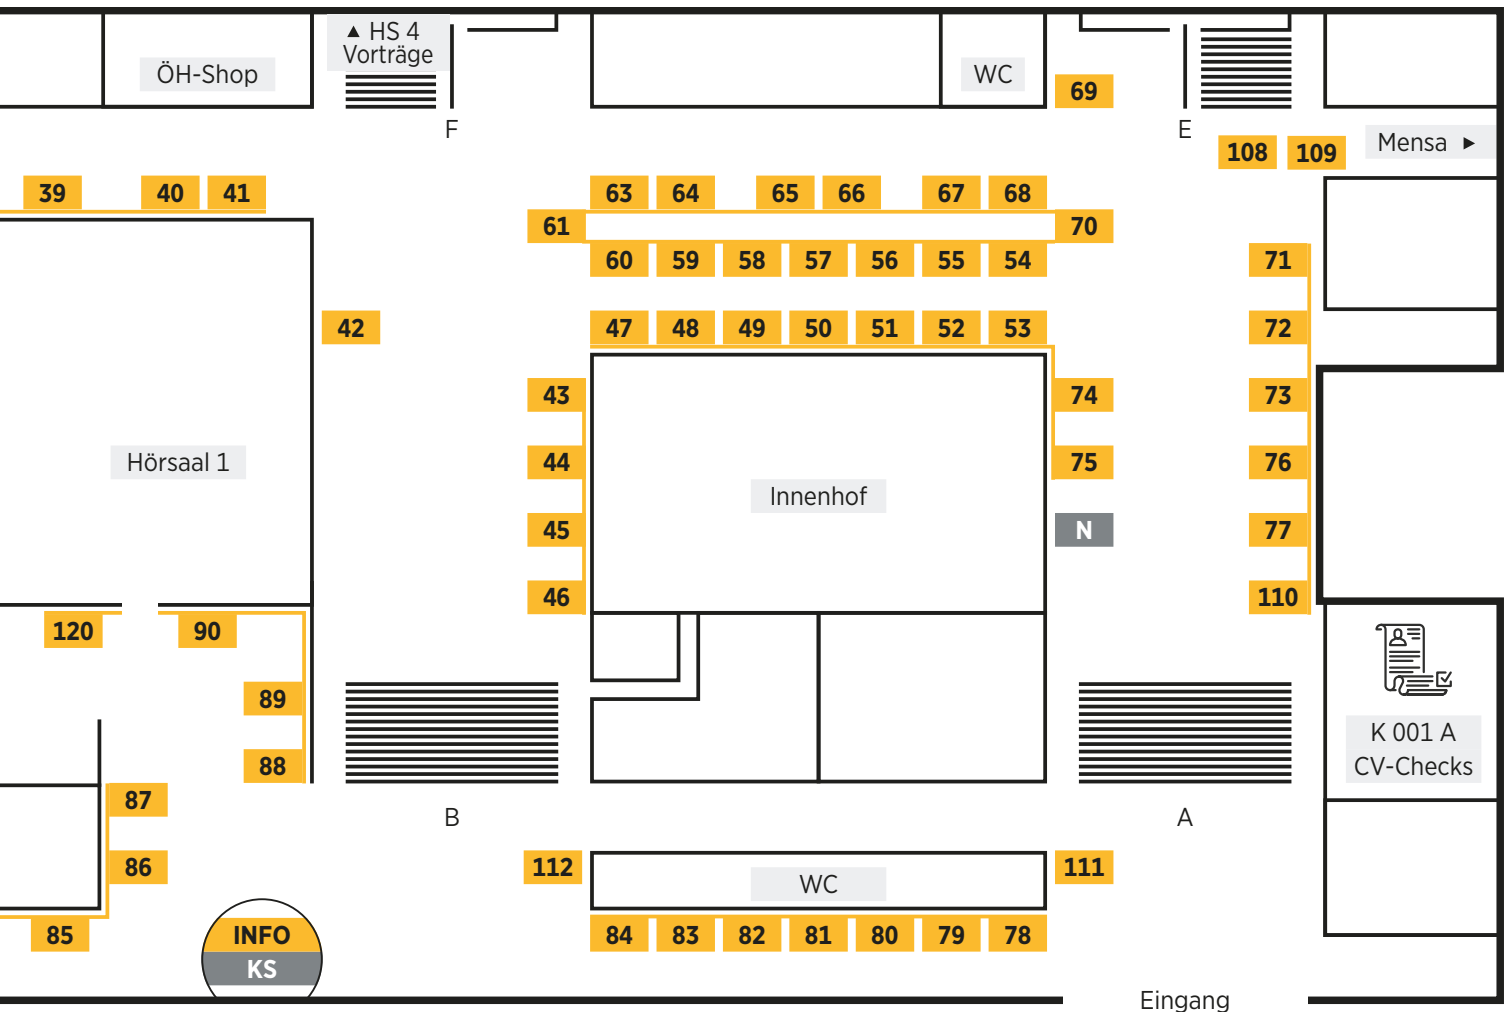 ▲ HS 4
Vorträge
ÖH-Shop
WC
69
F
E
108 109
Mensa ►
39 40 41
63 64 65 66 67 68
61
70
60 59 58 57 56 55 54
71
42
47 48 49 50 51 52 53
72
43
74
73
Hörsaal 1
44
75
76
Innenhof
45
N
77
46
110
120 90
89
K 001 A
CV-Checks
88
87
B
A
86
112
111
WC
85
INFO
KS
84 83 82 81 80 79 78
Eingang